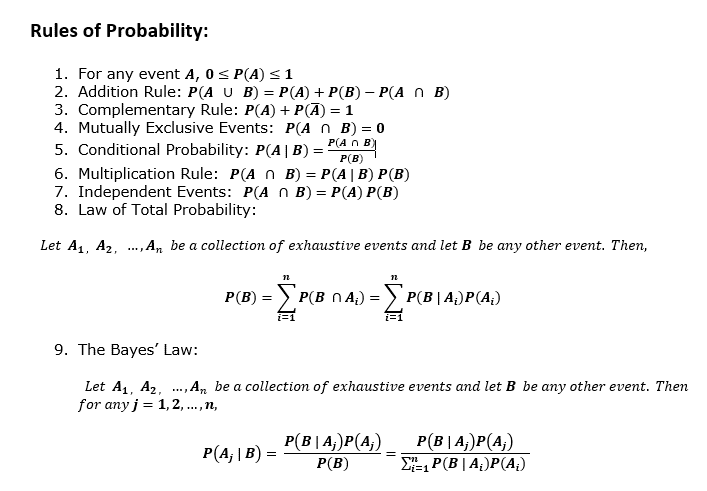 Rules of Probability:
1. For any event A, 0 ≤ P(A) ≤ 1
2. Addition Rule: P(A ∪ B) = P(A) + P(B) − P(A ∩ B)
3. Complementary Rule: P(A) + P(A̅) = 1
4. Mutually Exclusive Events: P(A ∩ B) = 0
5. Conditional Probability: P(A | B) = P(A ∩ B) / P(B)
6. Multiplication Rule: P(A ∩ B) = P(A | B) P(B)
7. Independent Events: P(A ∩ B) = P(A) P(B)
8. Law of Total Probability:
Let A₁, A₂, …, Aₙ be a collection of exhaustive events and let B be any other event. Then,
P(B) = ∑ᵢ₌₁ⁿ P(B ∩ Aᵢ) = ∑ᵢ₌₁ⁿ P(B | Aᵢ)P(Aᵢ)
9. The Bayes’ Law:
Let A₁, A₂, …, Aₙ be a collection of exhaustive events and let B be any other event. Then
for any j = 1, 2, …, n,
P(Aⱼ | B) = P(B | Aⱼ)P(Aⱼ) / P(B) = P(B | Aⱼ)P(Aⱼ) / ∑ᵢ₌₁ⁿ P(B | Aᵢ)P(Aᵢ)